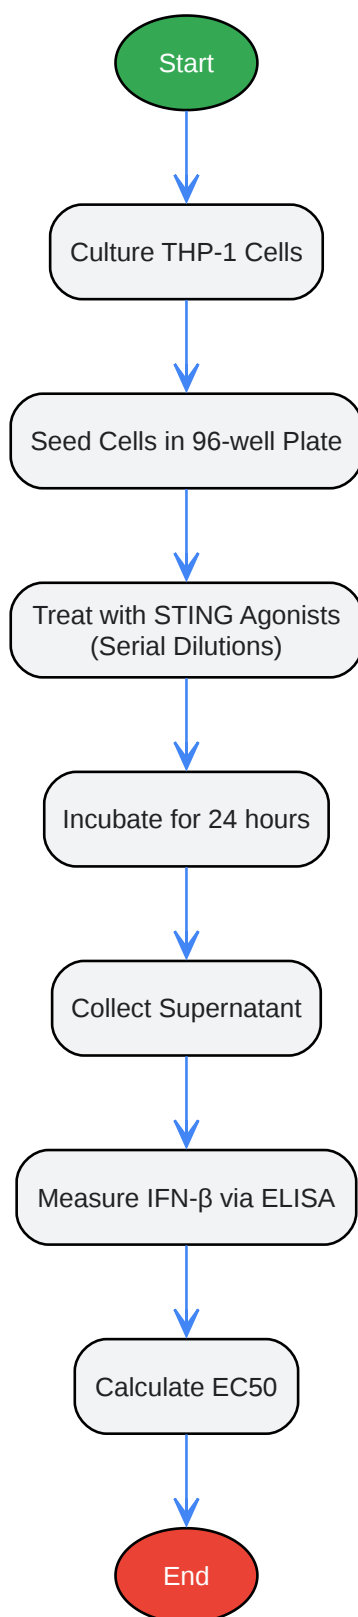 Start
Culture THP-1 Cells
Seed Cells in 96-well Plate
Treat with STING Agonists
(Serial Dilutions)
Incubate for 24 hours
Collect Supernatant
Measure IFN-β via ELISA
Calculate EC50
End